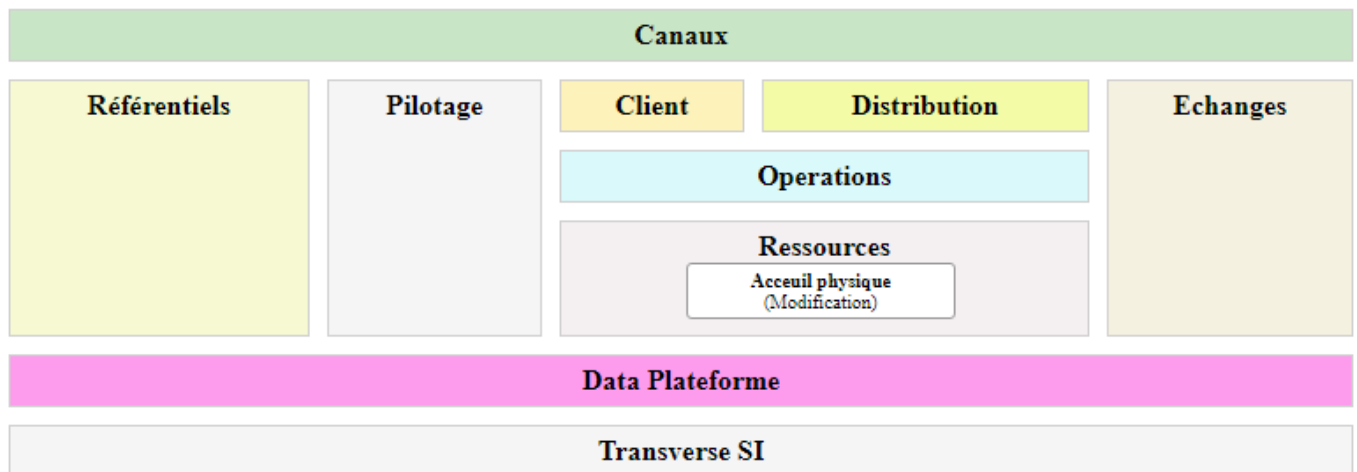 Canaux
Référentiels
Pilotage
Client
Distribution
Echanges
Operations
Ressources
Acceuil physique
(Modification)
Data Plateforme
Transverse SI